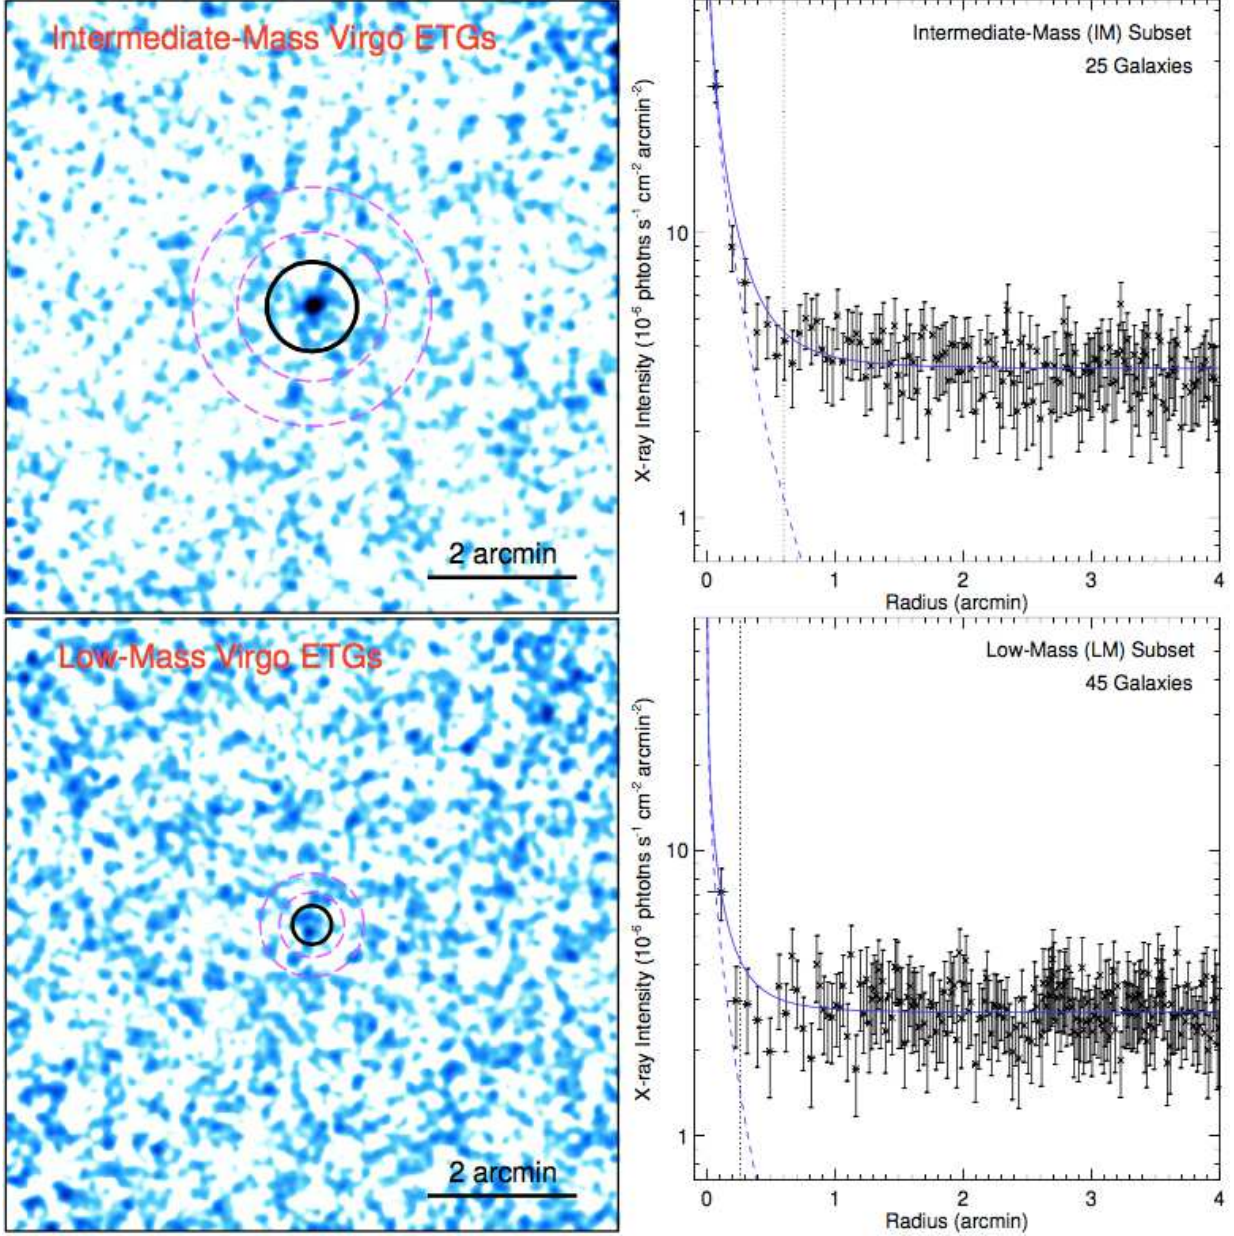 Intermediate-Mass Virgo ETGs
2 arcmin
X-ray Intensity (10⁻⁶ phtotns s⁻¹ cm⁻² arcmin⁻²)
Intermediate-Mass (IM) Subset
25 Galaxies
10
1
0 1 2 3 4
Radius (arcmin)
Low-Mass Virgo ETGs
2 arcmin
X-ray Intensity (10⁻⁶ phtotns s⁻¹ cm⁻² arcmin⁻²)
Low-Mass (LM) Subset
45 Galaxies
10
1
0 1 2 3 4
Radius (arcmin)